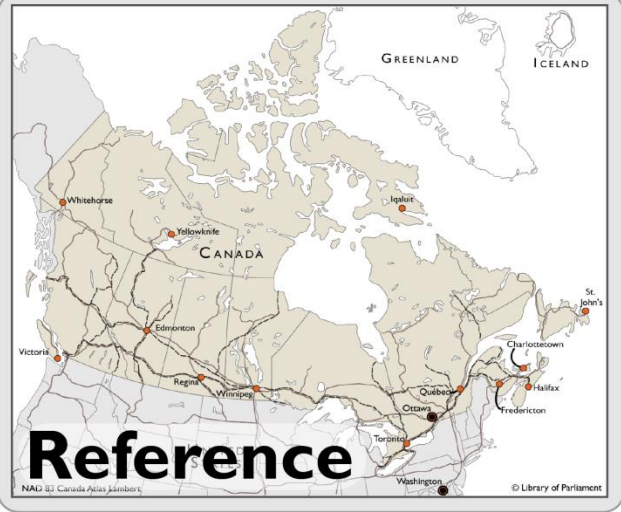 GREENLAND
ICELAND
Whitehorse
Iqaluit
Yellowknife
CANADA
St.
John's
Edmonton
Charlottetown
Victoria
Regina
Winnipeg
Québec
Halifax
Ottawa
Fredericton
Toronto
Reference
Washington
NAD 83 Canada Atlas Lambert
© Library of Parliament